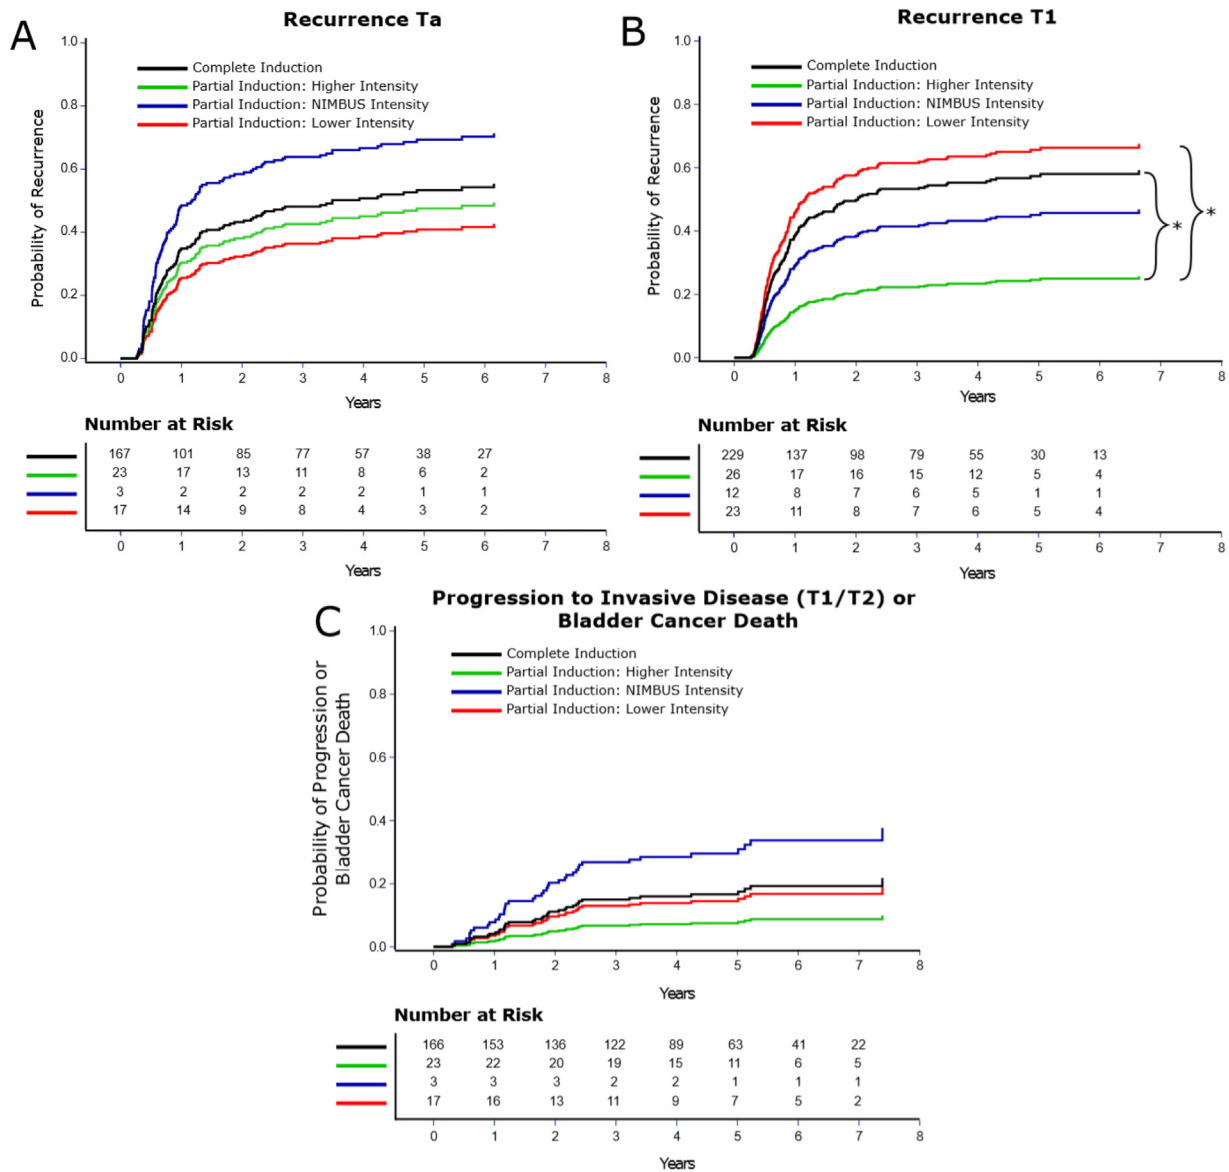 A
Recurrence Ta
Probability of Recurrence
1.0
0.8
0.6
0.4
0.2
0.0
Complete Induction
Partial Induction: Higher Intensity
Partial Induction: NIMBUS Intensity
Partial Induction: Lower Intensity
0 1 2 3 4 5 6 7 8
Years
Number at Risk
167 101 85 77 57 38 27
23 17 13 11 8 6 2
3 2 2 2 2 1 1
17 14 9 8 4 3 2
0 1 2 3 4 5 6 7 8
Years
B
Recurrence T1
Probability of Recurrence
1.0
0.8
0.6
0.4
0.2
0.0
Complete Induction
Partial Induction: Higher Intensity
Partial Induction: NIMBUS Intensity
Partial Induction: Lower Intensity
* *
0 1 2 3 4 5 6 7 8
Years
Number at Risk
229 137 98 79 55 30 13
26 17 16 15 12 5 4
12 8 7 6 5 1 1
23 11 8 7 6 5 4
0 1 2 3 4 5 6 7 8
Years
C
Progression to Invasive Disease (T1/T2) or
Bladder Cancer Death
Probability of Progression or
Bladder Cancer Death
1.0
0.8
0.6
0.4
0.2
0.0
Complete Induction
Partial Induction: Higher Intensity
Partial Induction: NIMBUS Intensity
Partial Induction: Lower Intensity
0 1 2 3 4 5 6 7 8
Years
Number at Risk
166 153 136 122 89 63 41 22
23 22 20 19 15 11 6 5
3 3 3 2 2 1 1 1
17 16 13 11 9 7 5 2
0 1 2 3 4 5 6 7 8
Years